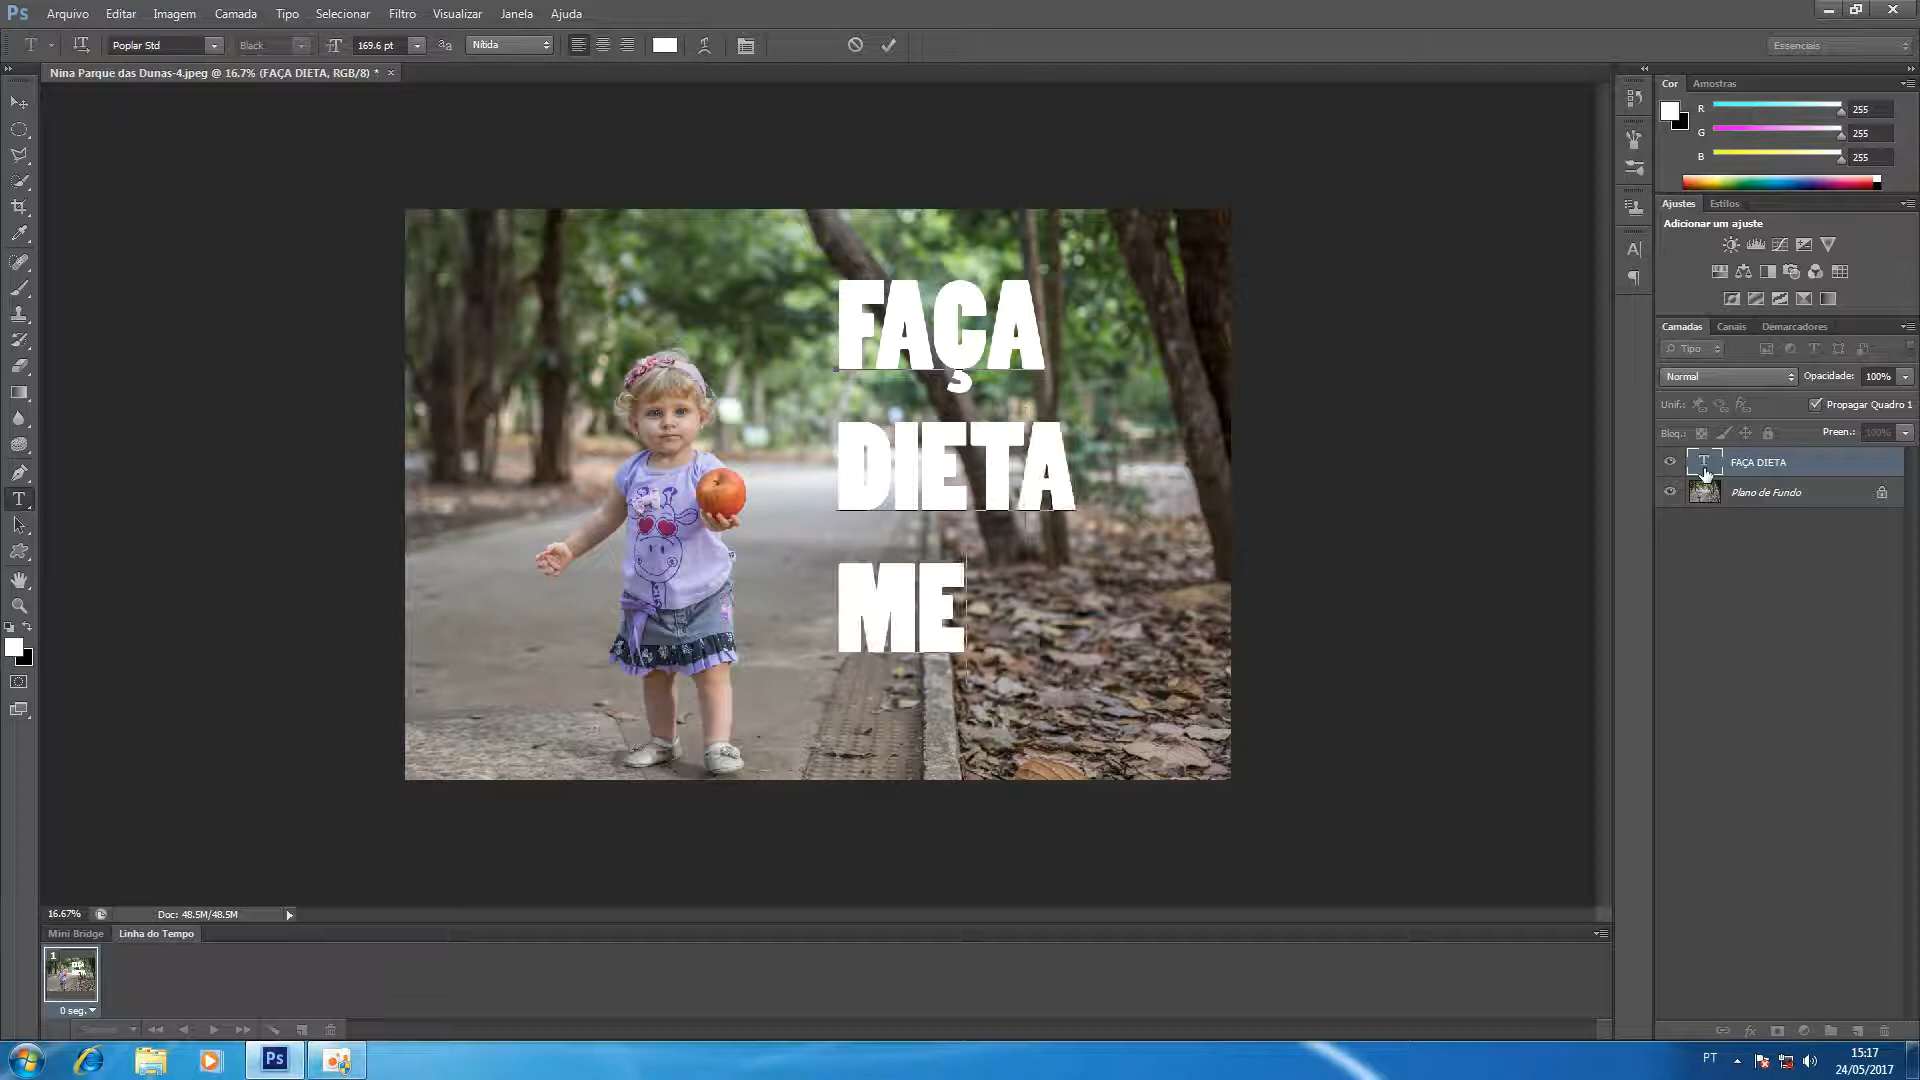 Ps Arquivo Editar Imagem Camada Tipo Selecionar Filtro Visualizar Janela Ajuda
T Poplar Std Black 169.6 pt aa Nítida Essenciais
Nina Parque das Dunas-4.jpeg @ 16.7% (FAÇA DIETA, RGB/8) * ×
Cor Amostras
R 255
G 255
B 255
Ajustes Estilos
Adicionar um ajuste
Camadas Canais Demarcadores
Tipo
Normal Opacidade: 100%
Unif.: Propagar Quadro 1
Bloq.: Preen.: 100%
T FAÇA DIETA
Plano de Fundo
FAÇA
DIETA
ME
16.67% Doc: 48.5M/48.5M
Mini Bridge Linha do Tempo
1
0 seg.
Ps PT 15:17
24/05/2017